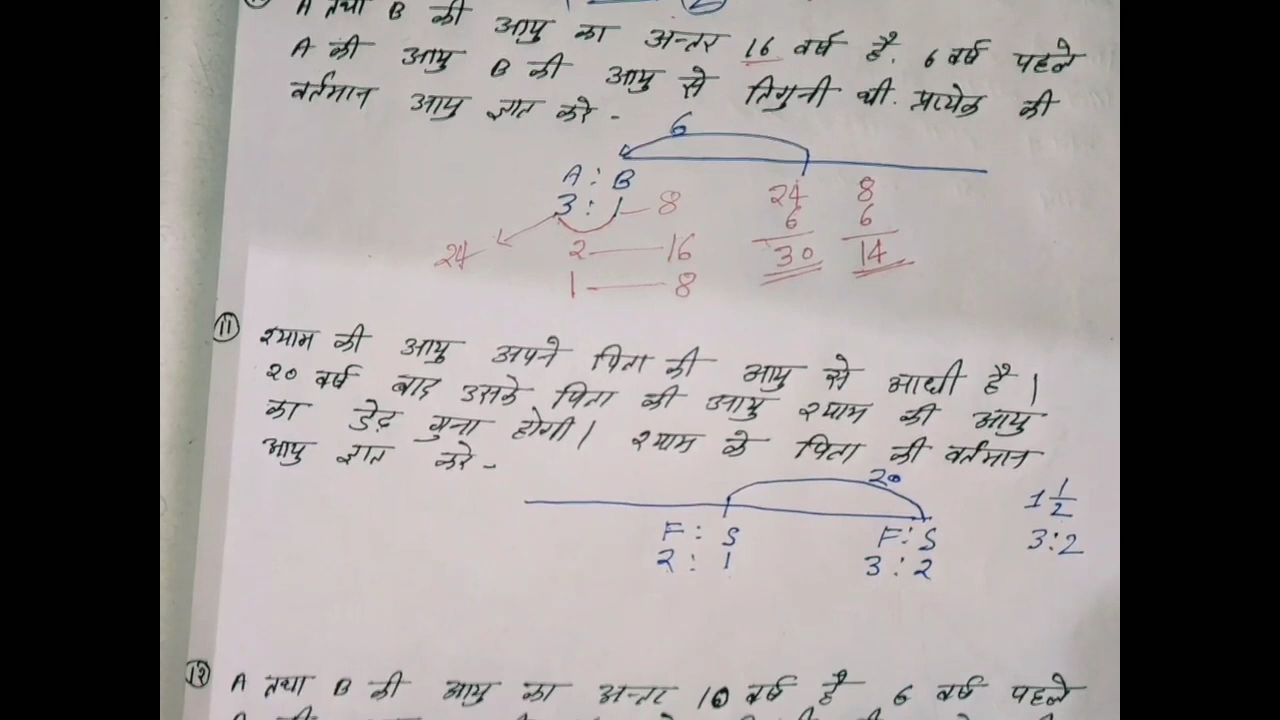 A तथा B की आयु का अन्तर 16 वर्ष है. 6 वर्ष पहले
A की आयु B की आयु से तिगुनी थी. प्रत्येक की
वर्तमान आयु ज्ञात करे -
6
A : B
3 : 1 — 8
24
2 — 16
1 — 8
24 8
6 6
30 14
11 श्याम की आयु अपने पिता की आयु से आधी है।
20 वर्ष बाद उसके पिता की आयु श्याम की आयु
का डेढ़ गुना होगी। श्याम के पिता की वर्तमान
आयु ज्ञात करे -
20
F : S F : S 1 1/2
2 : 1 3 : 2 3:2
12 A तथा B की आयु का अन्तर 10 वर्ष है 6 वर्ष पहले